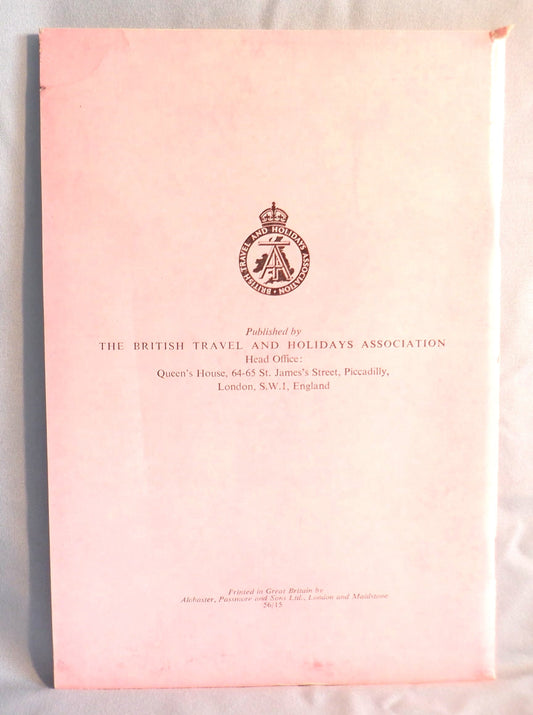 BRITISH TRAVEL AND HOLIDAYS ASSOCIATION
TA
Published by
THE BRITISH TRAVEL AND HOLIDAYS ASSOCIATION
Head Office:
Queen's House, 64-65 St. James's Street, Piccadilly,
London, S.W.1, England
Printed in Great Britain by
Alabaster, Passmore and Sons Ltd., London and Maidstone
56/15